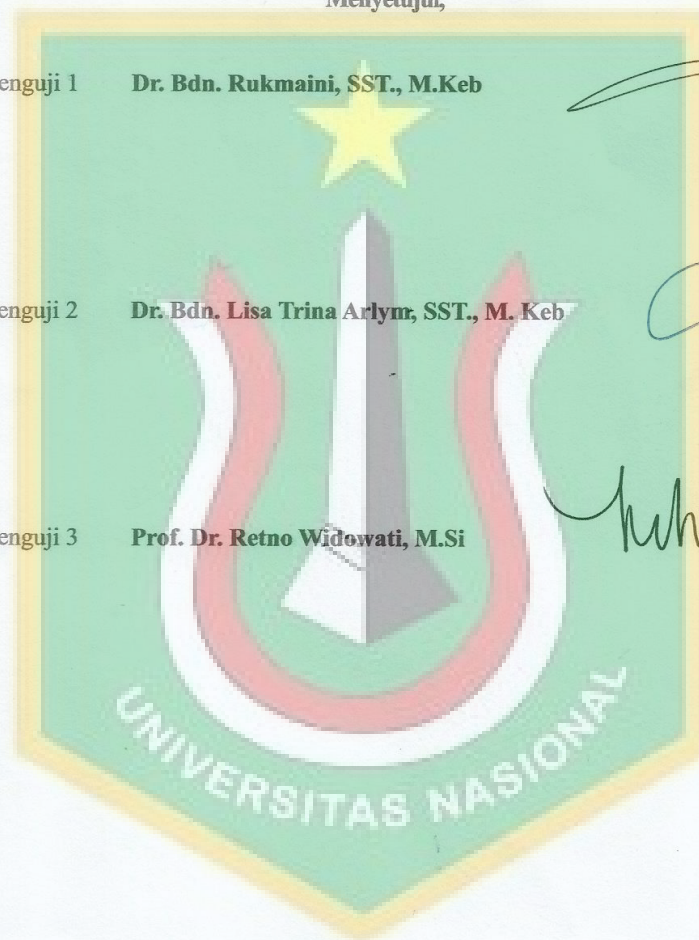 Menyetujui,
enguji 1 Dr. Bdn. Rukmaini, SST., M.Keb
enguji 2 Dr. Bdn. Lisa Trina Arlym, SST., M. Keb
enguji 3 Prof. Dr. Retno Widowati, M.Si
UNIVERSITAS NASIONAL